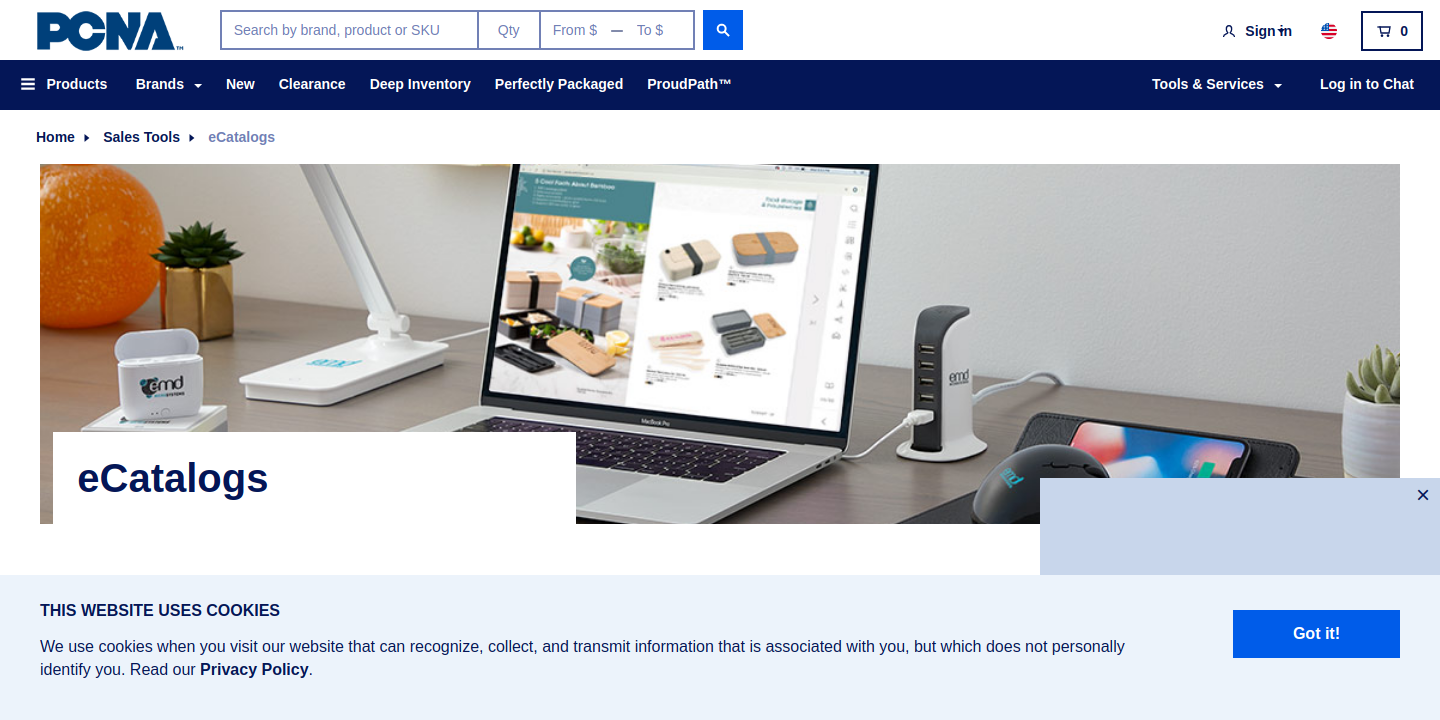 PCNA™
Search by brand, product or SKU
Qty
From $ — To $
Sign in
0
Products
Brands
New
Clearance
Deep Inventory
Perfectly Packaged
ProudPath™
Tools & Services
Log in to Chat
Home
Sales Tools
eCatalogs
5 Cool Facts About Bamboo
Food Storage
& Housewares
emd
emd
emd
MacBook Pro
eCatalogs
×
THIS WEBSITE USES COOKIES
We use cookies when you visit our website that can recognize, collect, and transmit information that is associated with you, but which does not personally
identify you. Read our Privacy Policy.
Got it!